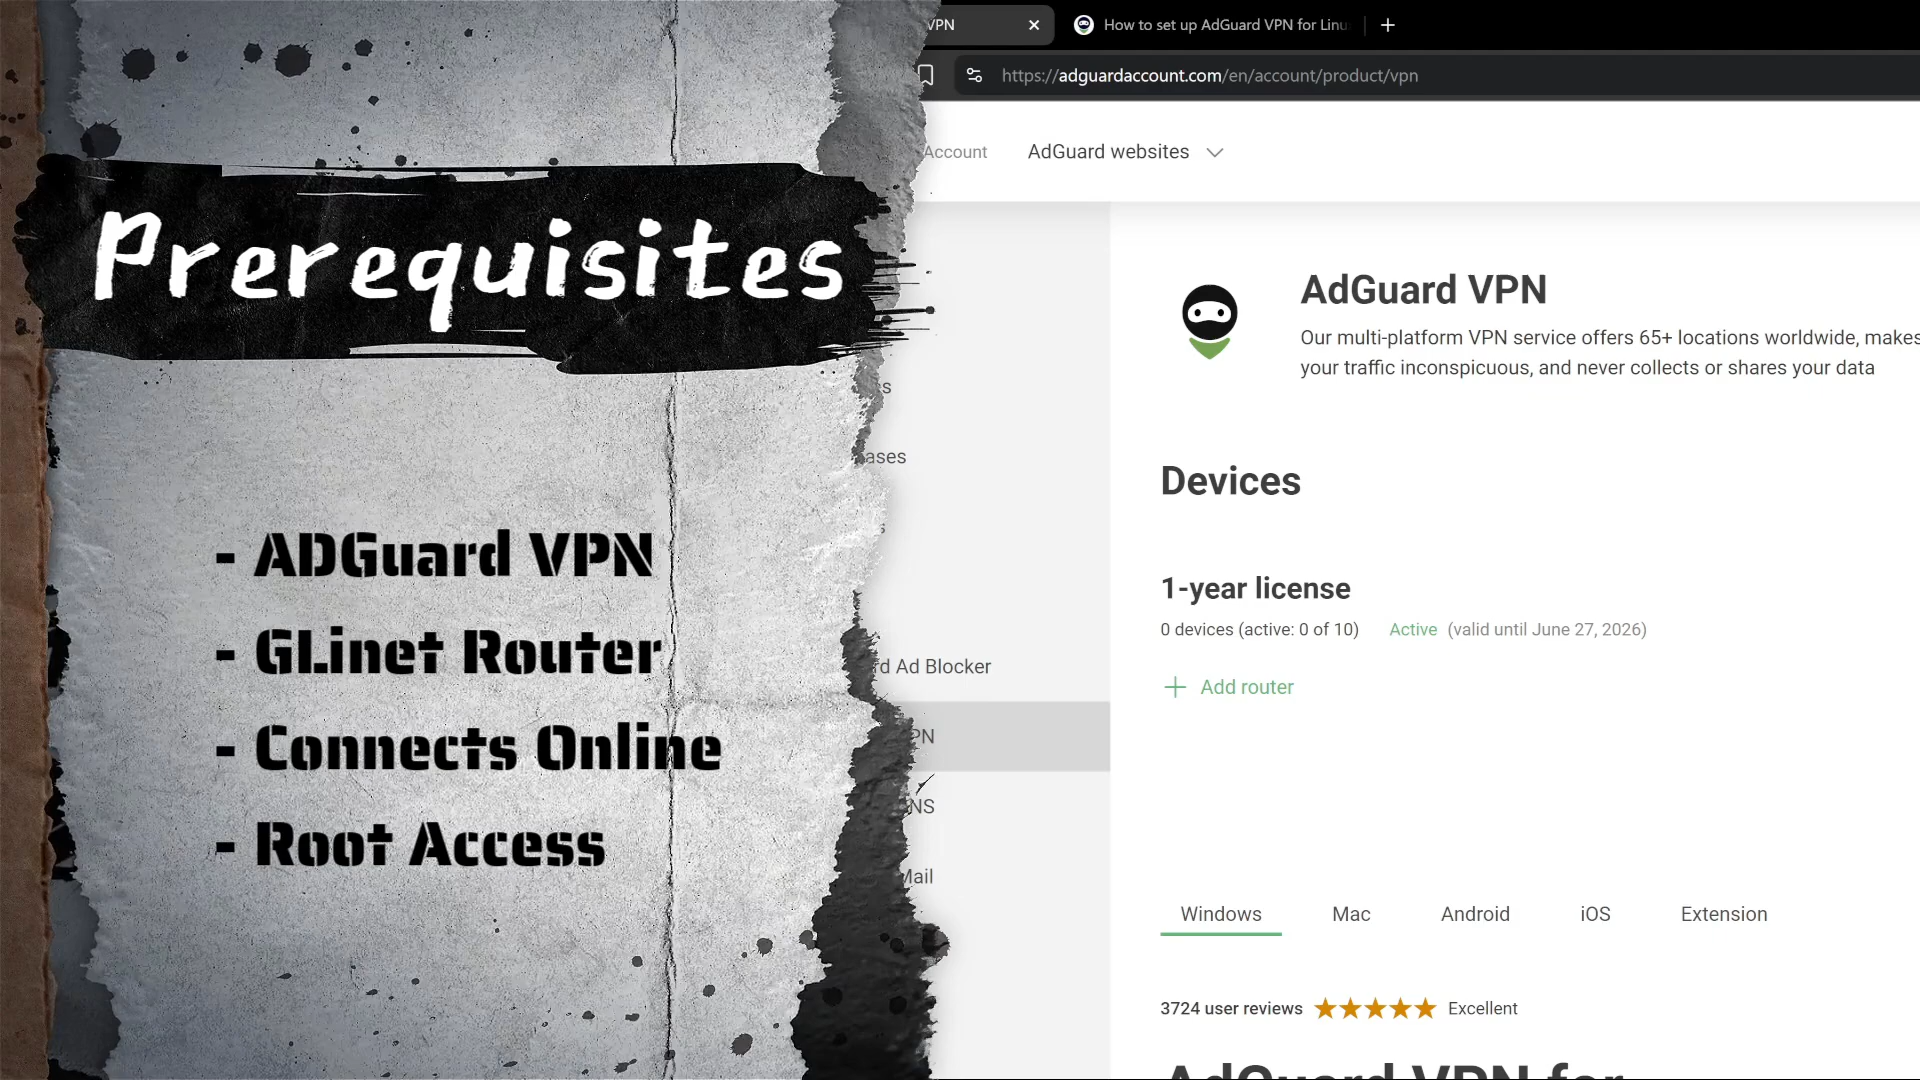 Prerequisites
- ADGuard VPN
- GLinet Router
- Connects Online
- Root Access
VPN
How to set up AdGuard VPN for Linu
https://adguardaccount.com/en/account/product/vpn
Account
AdGuard websites
Ad Blocker
AdGuard VPN
Our multi-platform VPN service offers 65+ locations worldwide, makes
your traffic inconspicuous, and never collects or shares your data
Devices
1-year license
0 devices (active: 0 of 10) Active (valid until June 27, 2026)
+ Add router
Windows Mac Android iOS Extension
3724 user reviews ★★★★★ Excellent
AdGuard VPN for